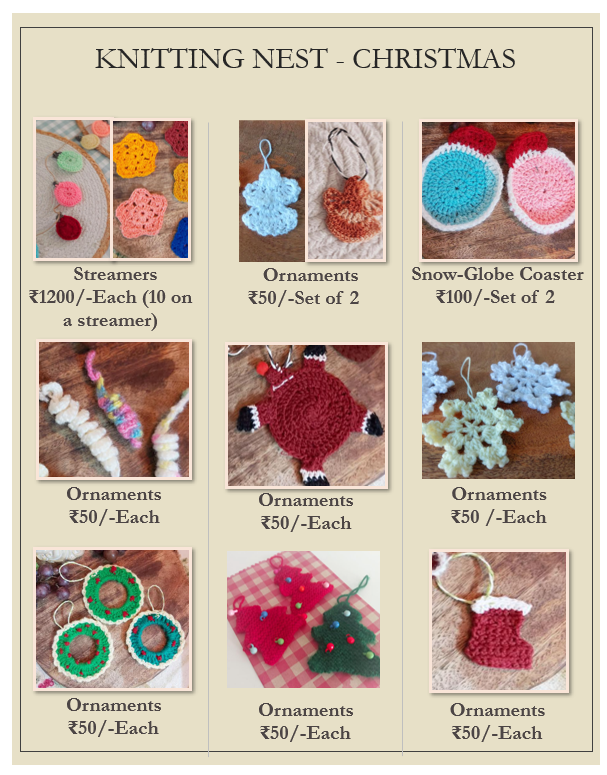 KNITTING NEST - CHRISTMAS
Streamers
₹1200/-Each (10 on
a streamer)
Ornaments
₹50/-Set of 2
Snow-Globe Coaster
₹100/-Set of 2
Ornaments
₹50/-Each
Ornaments
₹50/-Each
Ornaments
₹50 /-Each
Ornaments
₹50/-Each
Ornaments
₹50/-Each
Ornaments
₹50/-Each